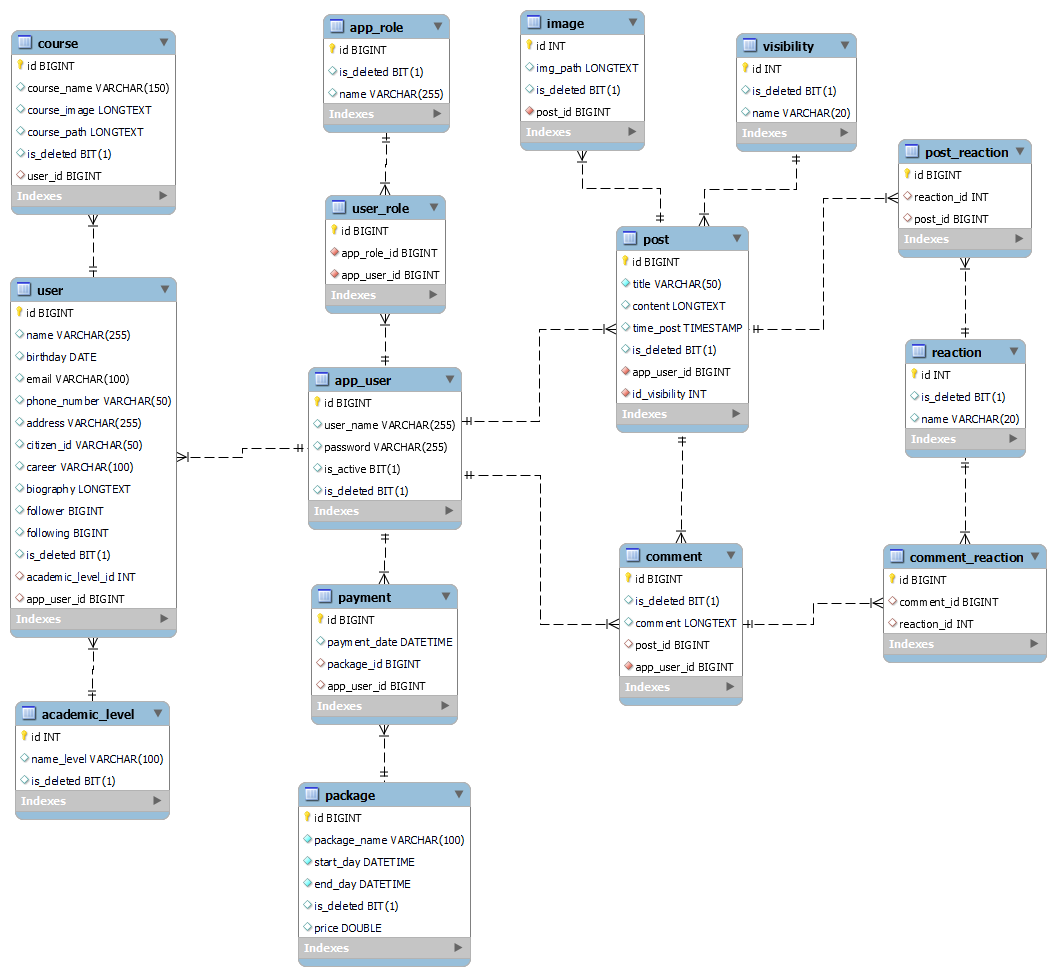 course
id BIGINT
course_name VARCHAR(150)
course_image LONGTEXT
course_path LONGTEXT
is_deleted BIT(1)
user_id BIGINT
Indexes
user
id BIGINT
name VARCHAR(255)
birthday DATE
email VARCHAR(100)
phone_number VARCHAR(50)
address VARCHAR(255)
citizen_id VARCHAR(50)
career VARCHAR(100)
biography LONGTEXT
follower BIGINT
following BIGINT
is_deleted BIT(1)
academic_level_id INT
app_user_id BIGINT
Indexes
academic_level
id INT
name_level VARCHAR(100)
is_deleted BIT(1)
Indexes
app_role
id BIGINT
is_deleted BIT(1)
name VARCHAR(255)
Indexes
user_role
id BIGINT
app_role_id BIGINT
app_user_id BIGINT
Indexes
app_user
id BIGINT
user_name VARCHAR(255)
password VARCHAR(255)
is_active BIT(1)
is_deleted BIT(1)
Indexes
payment
id BIGINT
payment_date DATETIME
package_id BIGINT
app_user_id BIGINT
Indexes
package
id BIGINT
package_name VARCHAR(100)
start_day DATETIME
end_day DATETIME
is_deleted BIT(1)
price DOUBLE
Indexes
image
id INT
img_path LONGTEXT
is_deleted BIT(1)
post_id BIGINT
Indexes
visibility
id INT
is_deleted BIT(1)
name VARCHAR(20)
Indexes
post
id BIGINT
title VARCHAR(50)
content LONGTEXT
time_post TIMESTAMP
is_deleted BIT(1)
app_user_id BIGINT
id_visibility INT
Indexes
comment
id BIGINT
is_deleted BIT(1)
comment LONGTEXT
post_id BIGINT
app_user_id BIGINT
Indexes
post_reaction
id BIGINT
reaction_id INT
post_id BIGINT
Indexes
reaction
id INT
is_deleted BIT(1)
name VARCHAR(20)
Indexes
comment_reaction
id BIGINT
comment_id BIGINT
reaction_id INT
Indexes